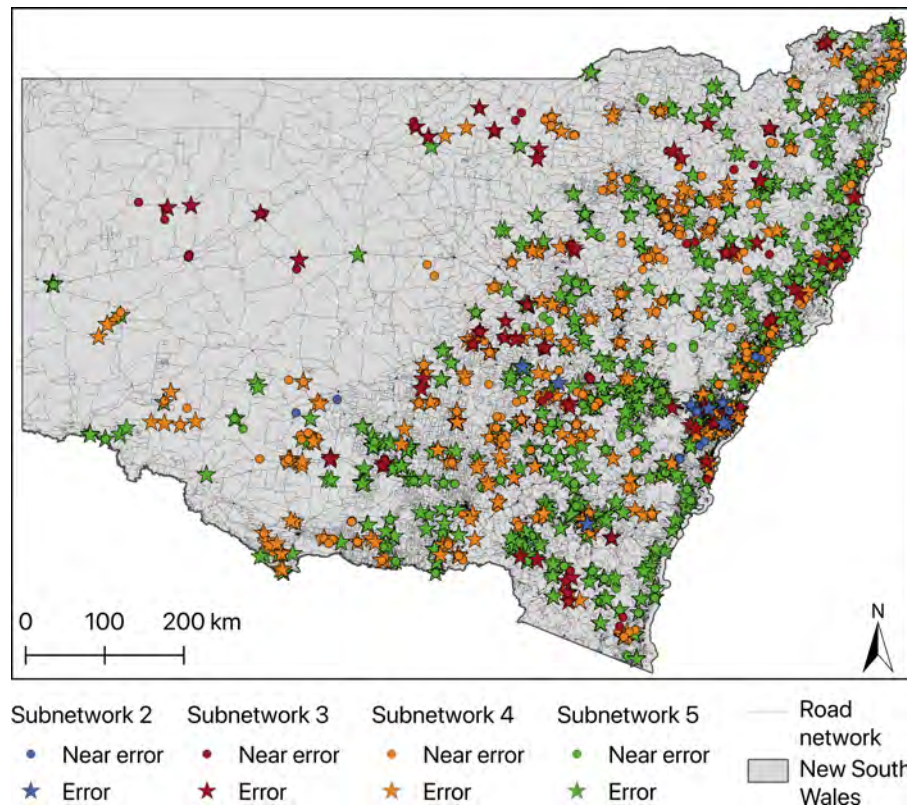 0 100 200 km
N
Subnetwork 2 Subnetwork 3 Subnetwork 4 Subnetwork 5
Near error Near error Near error Near error
Error Error Error Error
Road
network
New South
Wales